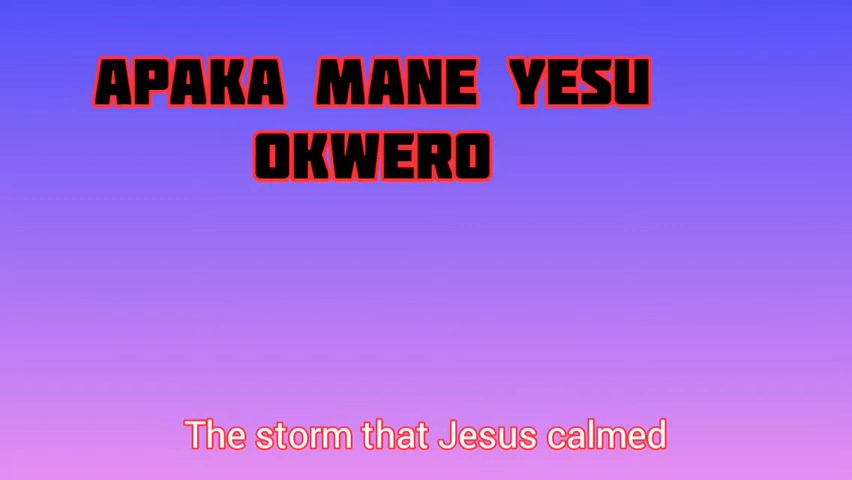 APAKA MANE YESU
OKWERO
The storm that Jesus calmed